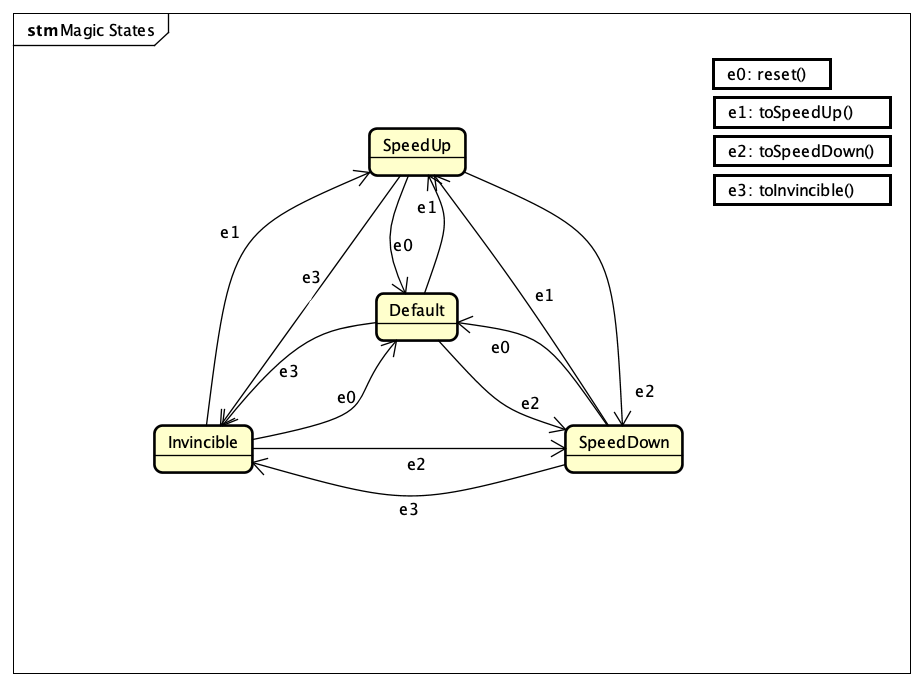 stm Magic States
e0: reset()
e1: toSpeedUp()
e2: toSpeedDown()
e3: toInvincible()
SpeedUp
e1
e1
e0
e3
e1
Default
e0
e3
e2
e0
e2
Invincible
SpeedDown
e2
e3